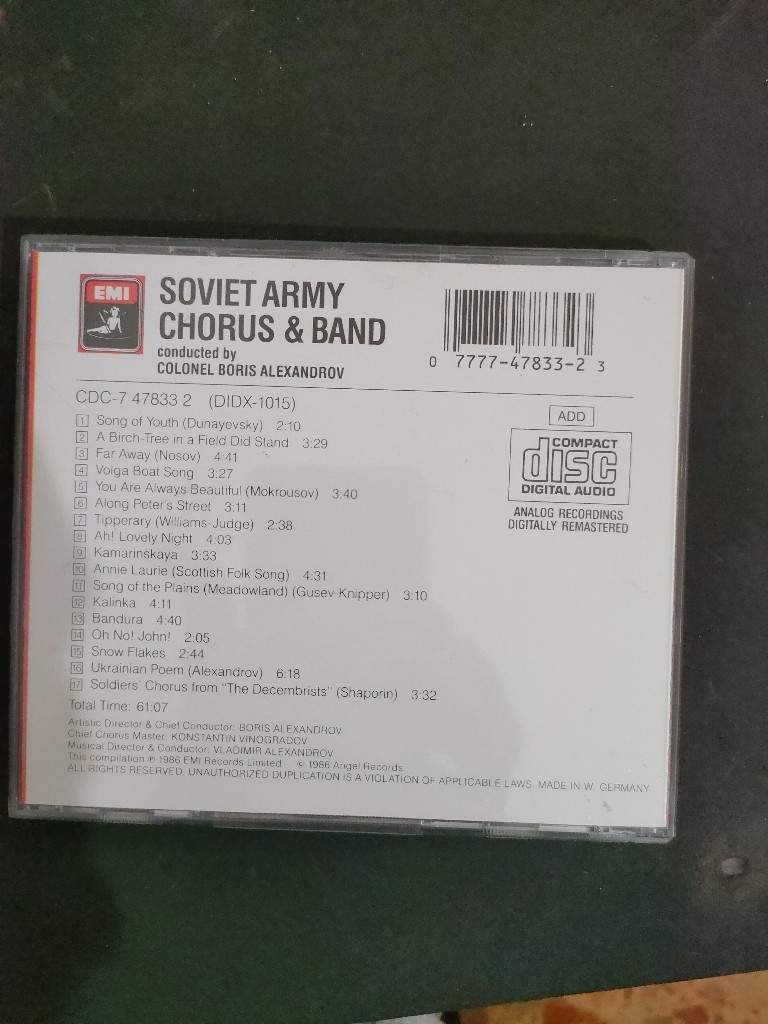 EMI
SOVIET ARMY
CHORUS & BAND
conducted by
COLONEL BORIS ALEXANDROV
0 7777-47833-2 3
CDC-7 47833 2 (DIDX-1015)
1 Song of Youth (Dunayevsky) 2:10
2 A Birch-Tree in a Field Did Stand 3:29
3 Far Away (Nosov) 4:41
4 Volga Boat Song 3:27
5 You Are Always Beautiful (Mokrousov) 3:40
6 Along Peter's Street 3:11
7 Tipperary (Williams-Judge) 2:38
8 Ah! Lovely Night 4:03
9 Kamarinskaya 3:33
10 Annie Laurie (Scottish Folk Song) 4:31
11 Song of the Plains (Meadowland) (Gusev-Knipper) 3:10
12 Kalinka 4:11
13 Bandura 4:40
14 Oh No! John! 2:05
15 Snow Flakes 2:44
16 Ukrainian Poem (Alexandrov) 6:18
17 Soldiers' Chorus from "The Decembrists" (Shaporin) 3:32
Total Time: 61:07
Artistic Director & Chief Conductor: BORIS ALEXANDROV
Chief Chorus Master: KONSTANTIN VINOGRADOV
Musical Director & Conductor: VLADIMIR ALEXANDROV
This compilation ℗ 1986 EMI Records Limited © 1986 Angel Records
ALL RIGHTS RESERVED. UNAUTHORIZED DUPLICATION IS A VIOLATION OF APPLICABLE LAWS. MADE IN W. GERMANY
ADD
COMPACT
disc
DIGITAL AUDIO
ANALOG RECORDINGS
DIGITALLY REMASTERED